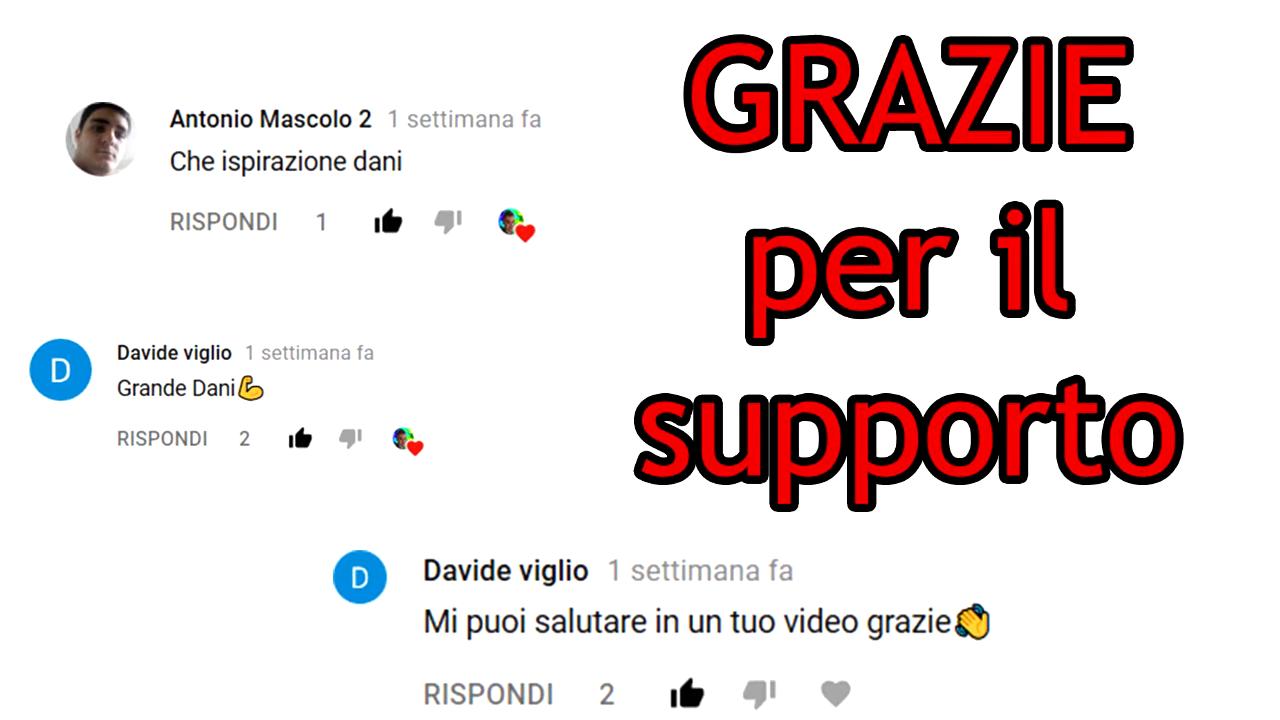 Antonio Mascolo 2 1 settimana fa
Che ispirazione dani
RISPONDI 1
GRAZIE
per il
supporto
D
Davide viglio 1 settimana fa
Grande Dani💪
RISPONDI 2
D
Davide viglio 1 settimana fa
Mi puoi salutare in un tuo video grazie👏
RISPONDI 2